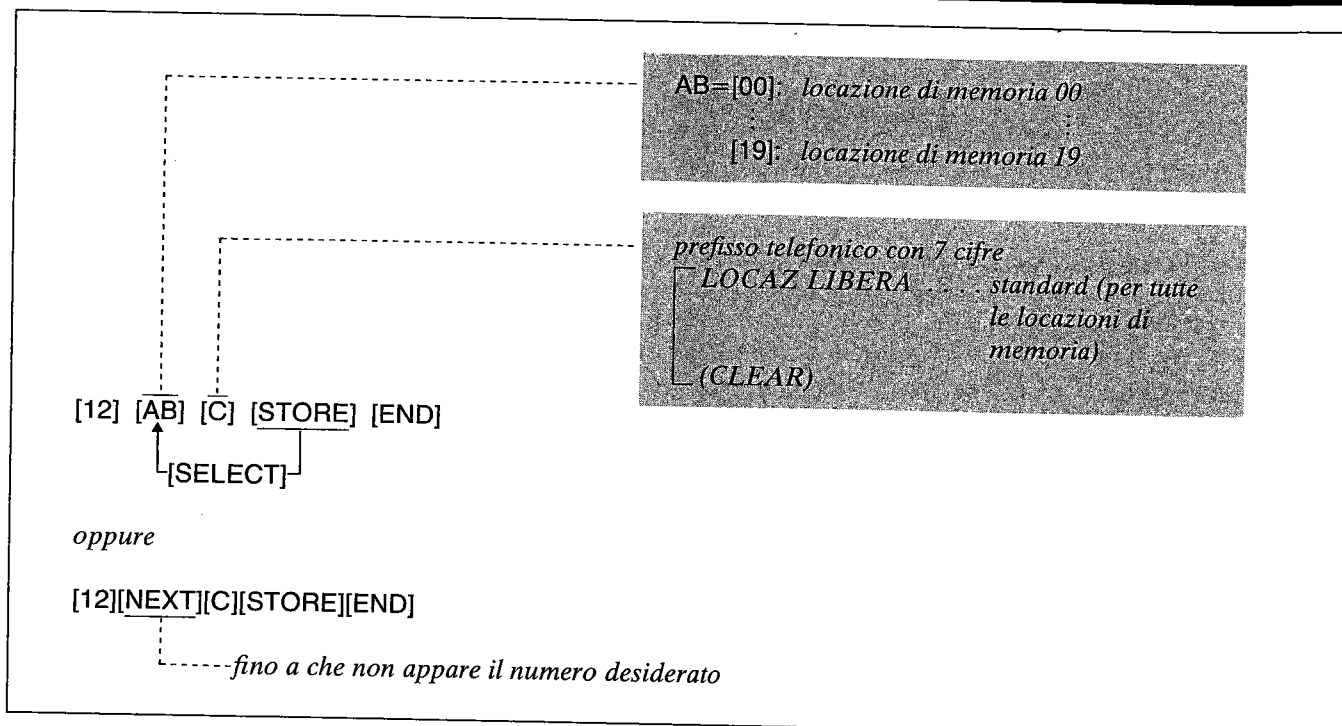 AB=[00]: locazione di memoria 00
[19]: locazione di memoria 19
prefisso telefonico con 7 cifre
LOCAZ LIBERA .... standard (per tutte
le locazioni di
memoria)
(CLEAR)
[12] [AB] [C] [STORE] [END]
[SELECT]
oppure
[12][NEXT][C][STORE][END]
fino a che non appare il numero desiderato